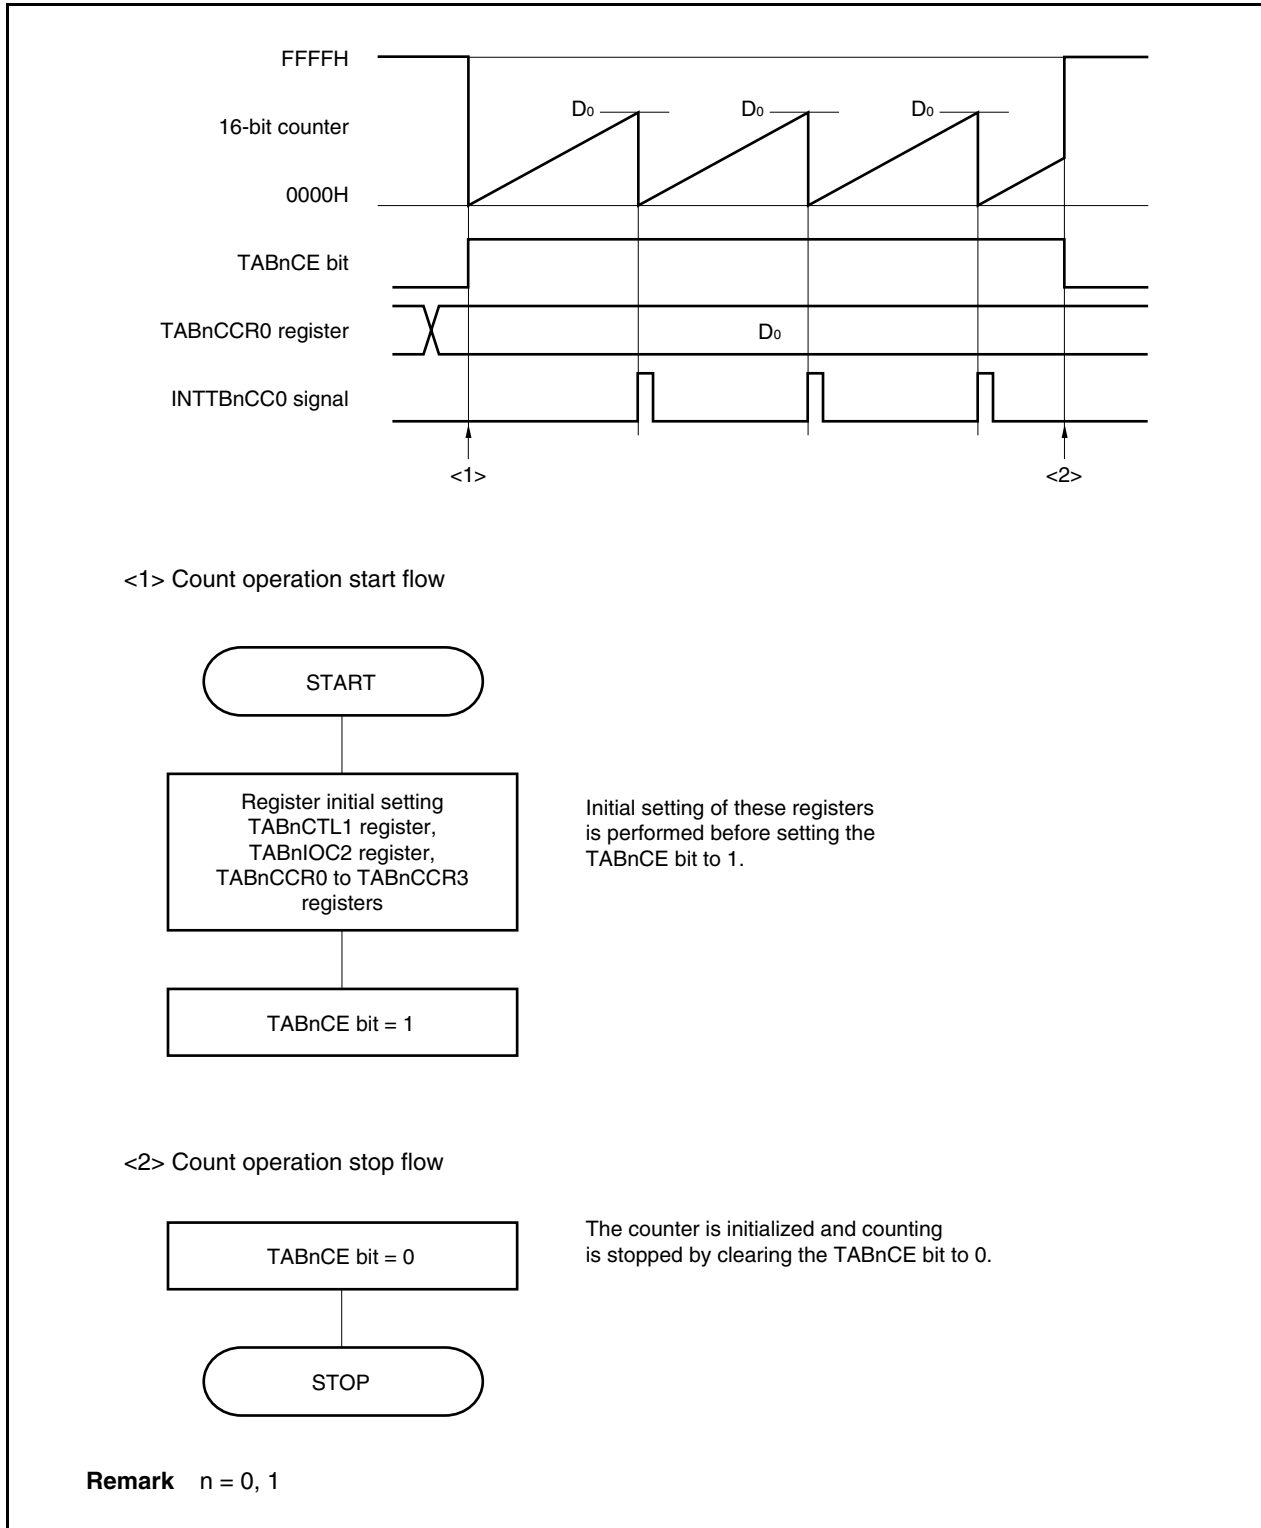 FFFFH
D0
D0
D0
16-bit counter
0000H
TABnCE bit
TABnCCR0 register
D0
INTTBnCC0 signal
<1>
<2>
<1> Count operation start flow
START
Register initial setting
TABnCTL1 register,
TABnIOC2 register,
TABnCCR0 to TABnCCR3
registers
Initial setting of these registers
is performed before setting the
TABnCE bit to 1.
TABnCE bit = 1
<2> Count operation stop flow
TABnCE bit = 0
The counter is initialized and counting
is stopped by clearing the TABnCE bit to 0.
STOP
Remark n = 0, 1